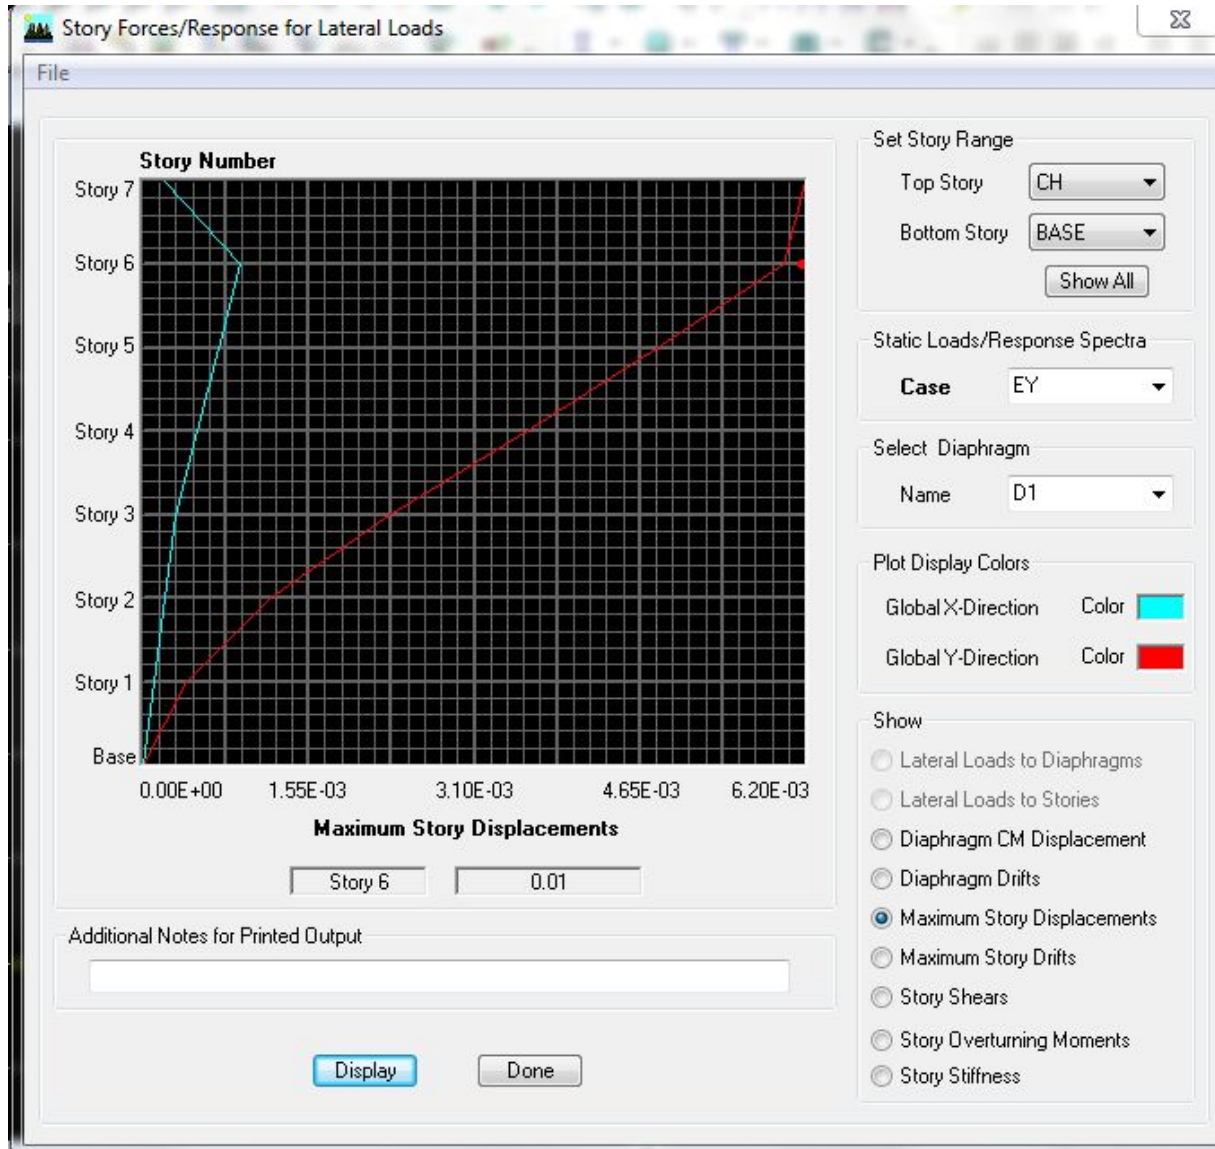 Story Forces/Response for Lateral Loads
File
Story Number
Story 7
Story 6
Story 5
Story 4
Story 3
Story 2
Story 1
Base
0.00E+00 1.55E-03 3.10E-03 4.65E-03 6.20E-03
Maximum Story Displacements
Story 6 0.01
Additional Notes for Printed Output
Display Done
Set Story Range
Top Story CH
Bottom Story BASE
Show All
Static Loads/Response Spectra
Case EY
Select Diaphragm
Name D1
Plot Display Colors
Global X-Direction Color
Global Y-Direction Color
Show
Lateral Loads to Diaphragms
Lateral Loads to Stories
Diaphragm CM Displacement
Diaphragm Drifts
Maximum Story Displacements
Maximum Story Drifts
Story Shears
Story Overturning Moments
Story Stiffness